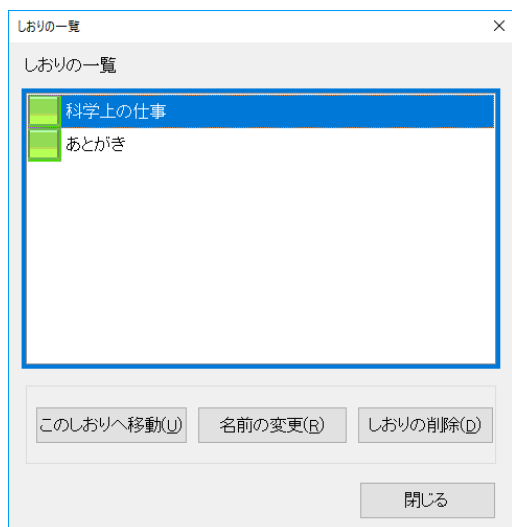 しおりの一覧
しおりの一覧
科学上の仕事
あとがき
このしおりへ移動(U) 名前の変更(R) しおりの削除(D)
閉じる